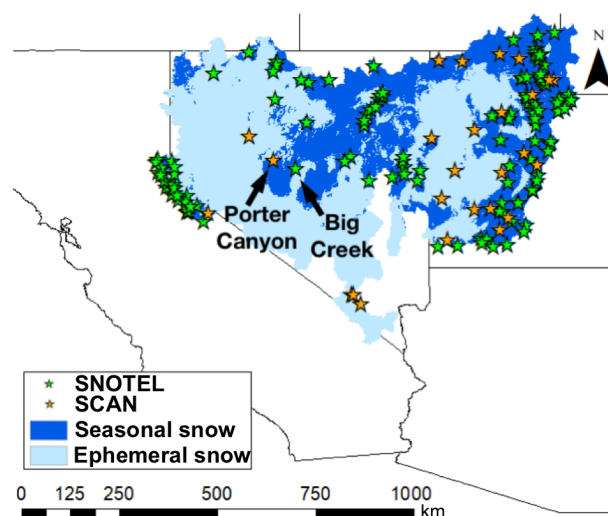 N
Porter
Canyon
Big
Creek
SNOTEL
SCAN
Seasonal snow
Ephemeral snow
0 125 250 500 750 1000
km